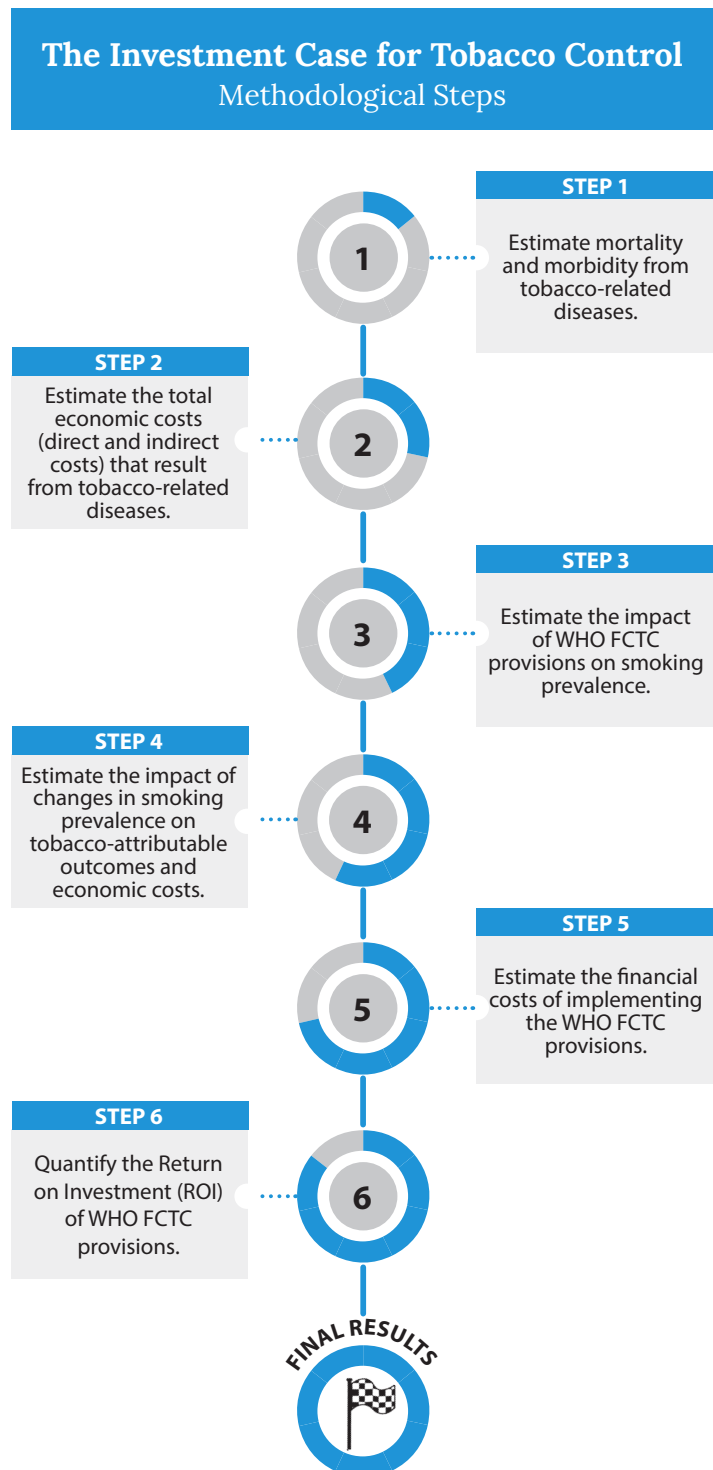 The Investment Case for Tobacco Control
Methodological Steps
1
STEP 1
Estimate mortality
and morbidity from
tobacco-related
diseases.
STEP 2
Estimate the total
economic costs
(direct and indirect
costs) that result
from tobacco-related
diseases.
2
3
STEP 3
Estimate the impact
of WHO FCTC
provisions on smoking
prevalence.
STEP 4
Estimate the impact of
changes in smoking
prevalence on
tobacco-attributable
outcomes and
economic costs.
4
5
STEP 5
Estimate the financial
costs of implementing
the WHO FCTC
provisions.
STEP 6
Quantify the Return
on Investment (ROI)
of WHO FCTC
provisions.
6
FINAL RESULTS